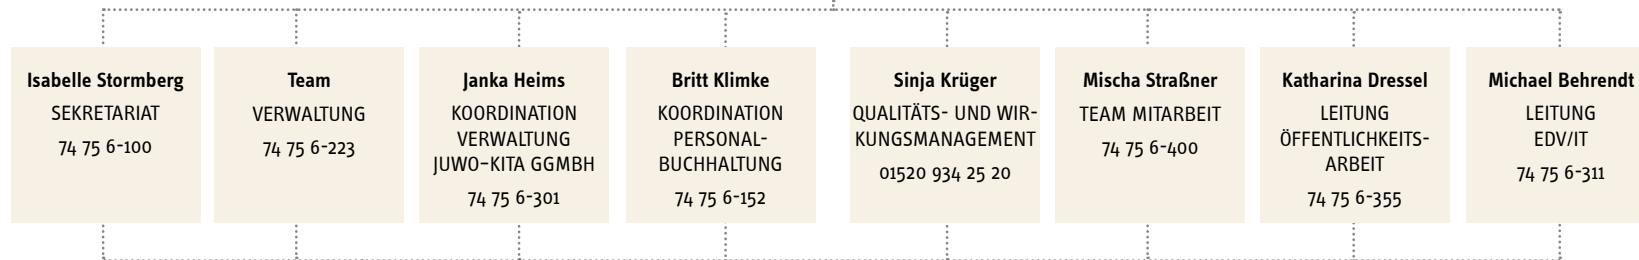 Isabelle Stormberg
SEKRETARIAT
74 75 6-100
Team
VERWALTUNG
74 75 6-223
Janka Heims
KOORDINATION
VERWALTUNG
JUWO-KITA GGMBH
74 75 6-301
Britt Klimke
KOORDINATION
PERSONAL-
BUCHHALTUNG
74 75 6-152
Sinja Krüger
QUALITÄTS- UND WIR-
KUNGSMANAGEMENT
01520 934 25 20
Mischa Straßner
TEAM MITARBEIT
74 75 6-400
Katharina Dressel
LEITUNG
ÖFFENTLICHKEITS-
ARBEIT
74 75 6-355
Michael Behrendt
LEITUNG
EDV/IT
74 75 6-311